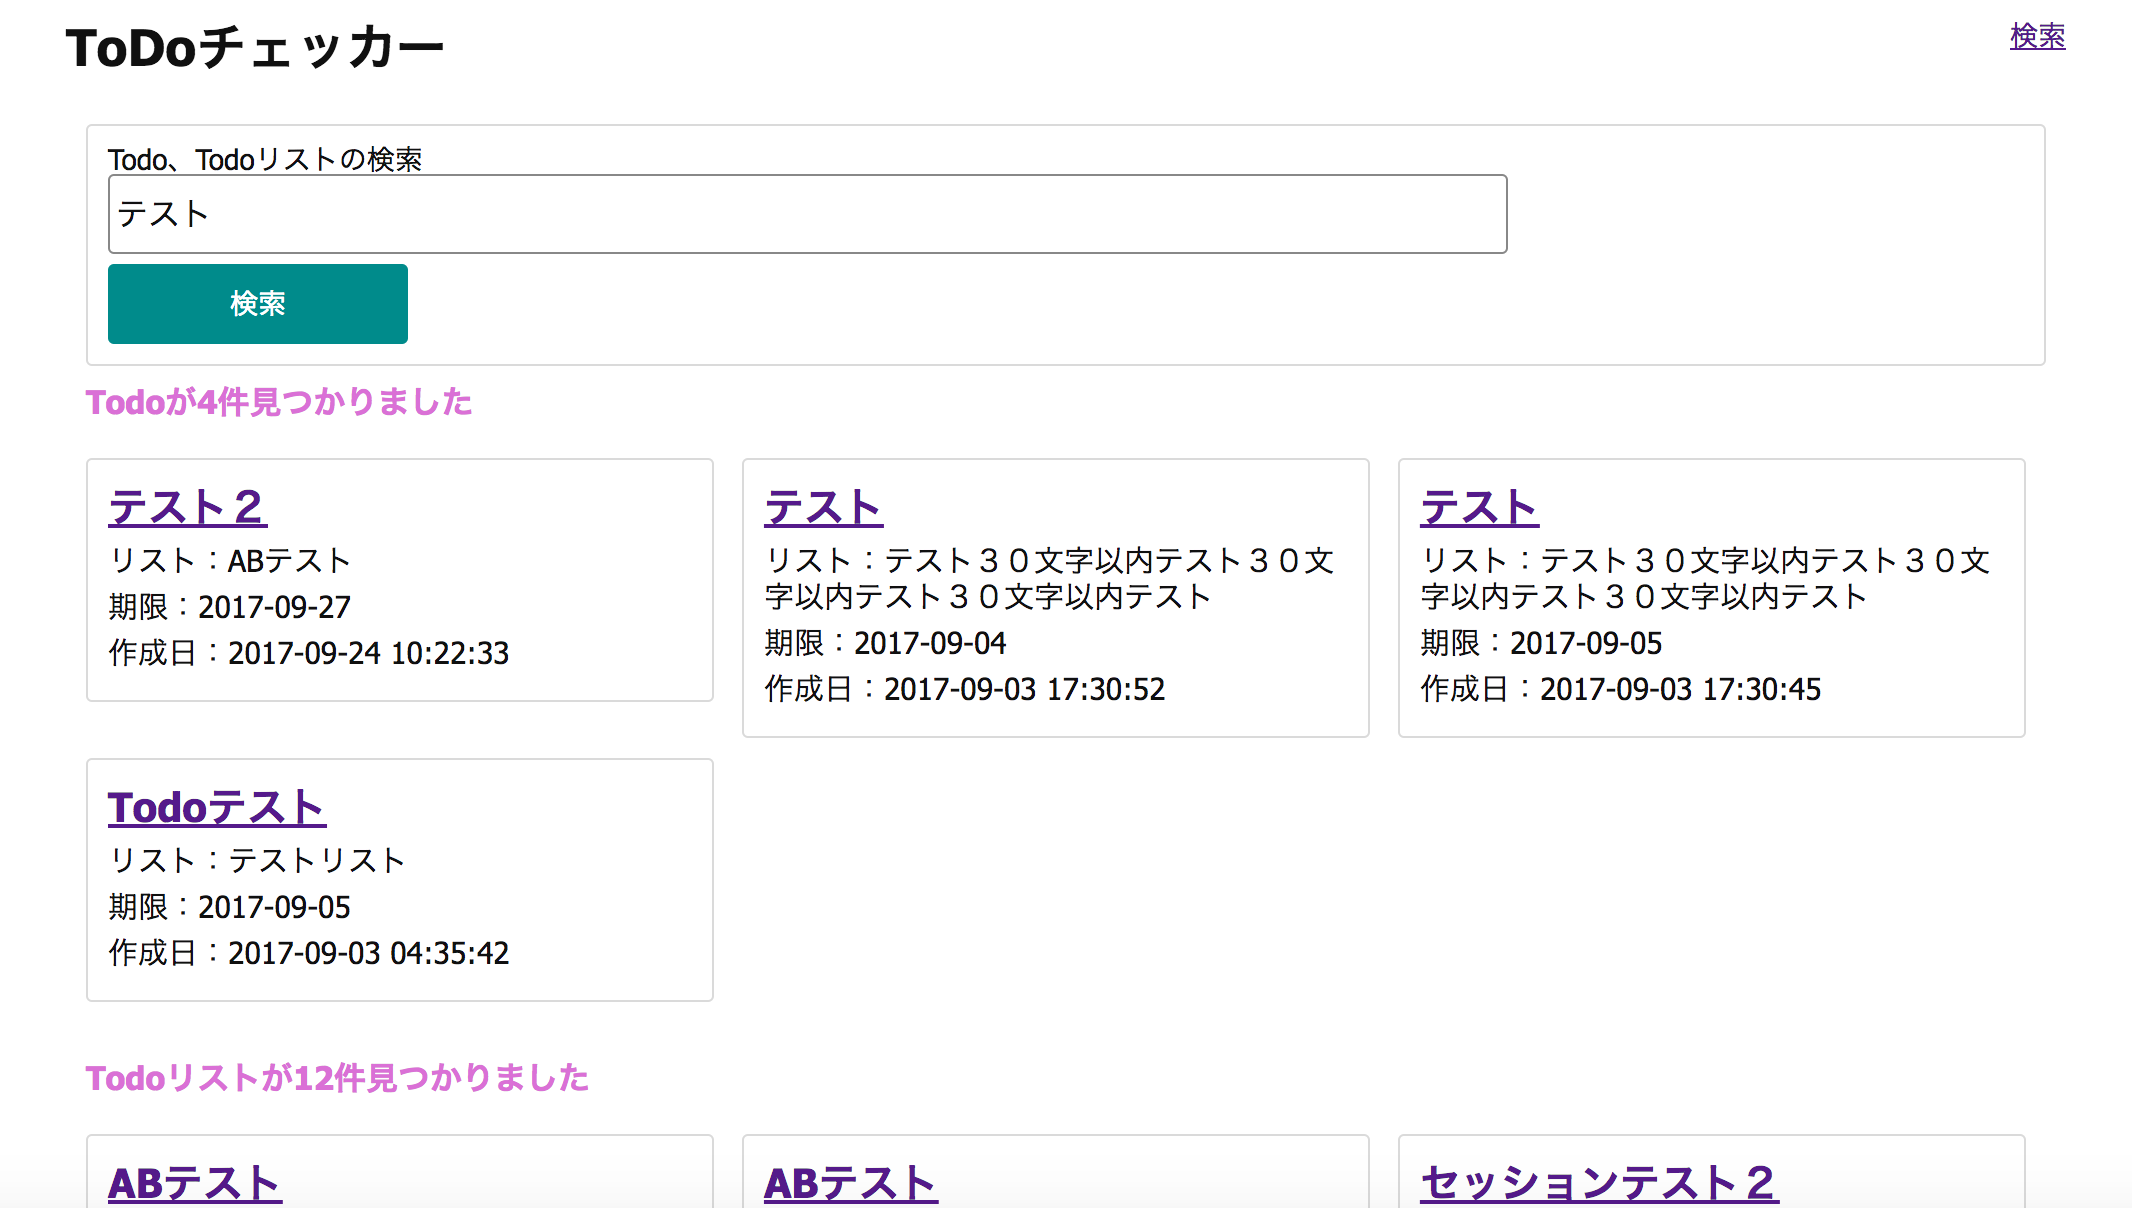 ToDoチェッカー
検索
Todo、Todoリストの検索
テスト
検索
Todoが4件見つかりました
テスト２
リスト：ABテスト
期限：2017-09-27
作成日：2017-09-24 10:22:33
テスト
リスト：テスト３０文字以内テスト３０文
字以内テスト３０文字以内テスト
期限：2017-09-04
作成日：2017-09-03 17:30:52
テスト
リスト：テスト３０文字以内テスト３０文
字以内テスト３０文字以内テスト
期限：2017-09-05
作成日：2017-09-03 17:30:45
Todoテスト
リスト：テストリスト
期限：2017-09-05
作成日：2017-09-03 04:35:42
Todoリストが12件見つかりました
ABテスト
ABテスト
セッションテスト２